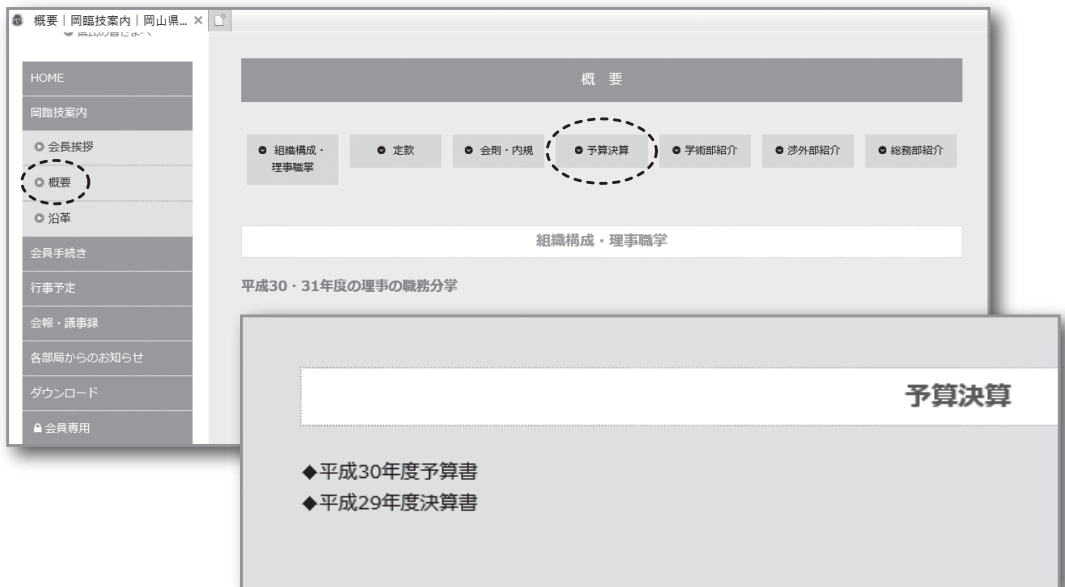 概要｜岡臨技案内｜岡山県...
HOME
岡臨技案内
会長挨拶
概要
沿革
会員手続き
行事予定
会報・議事録
各部局からのお知らせ
ダウンロード
会員専用
概 要
組織構成・
理事職掌
定款
会則・内規
予算決算
学術部紹介
渉外部紹介
総務部紹介
組織構成・理事職学
平成30・31年度の理事の職務分学
予算決算
◆平成30年度予算書
◆平成29年度決算書